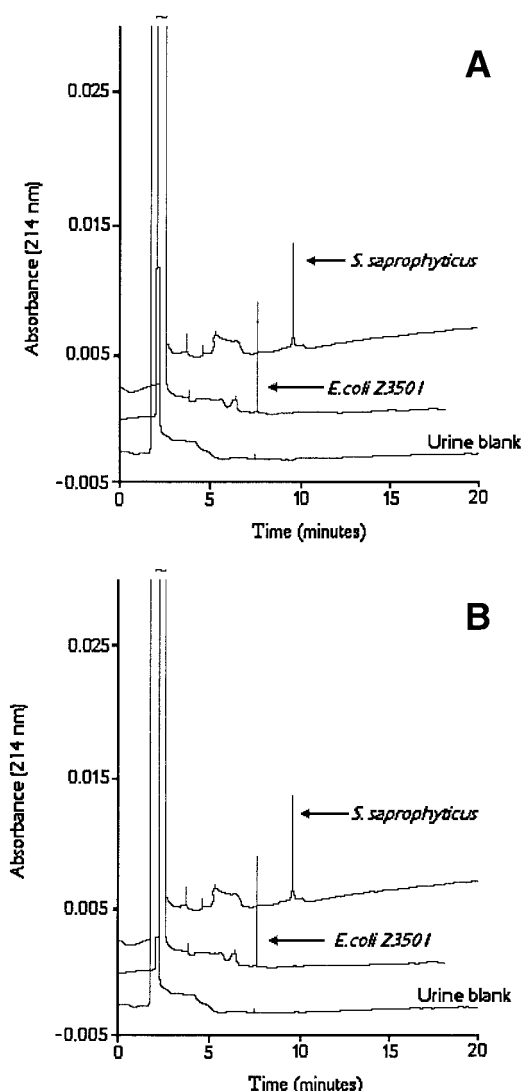 A
0.025
0.015
0.005
-0.005
Absorbance (214 nm)
S. saprophyticus
E.coli Z3501
Urine blank
0 5 10 15 20
Time (minutes)
B
0.025
0.015
0.005
-0.005
Absorbance (214 nm)
S. saprophyticus
E.coli Z3501
Urine blank
0 5 10 15 20
Time (minutes)